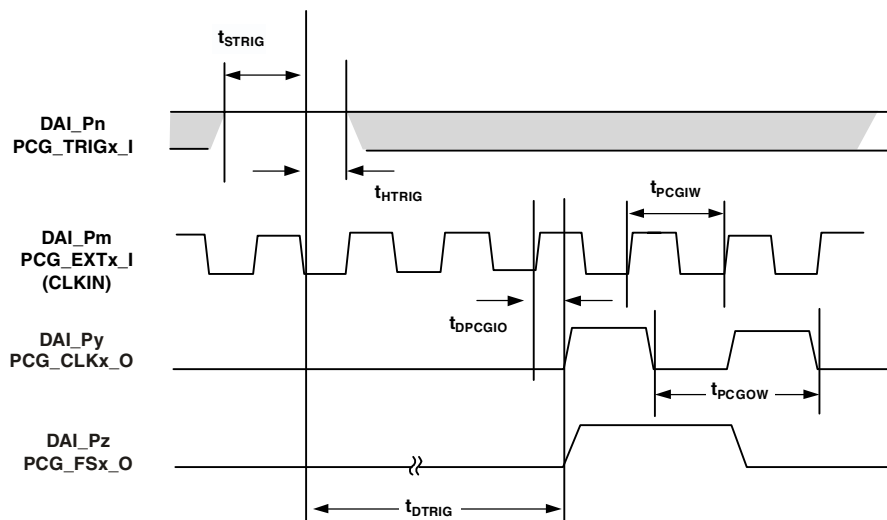 tSTRIG
DAI_Pn
PCG_TRIGx_I
tHTRIG
tPCGIW
DAI_Pm
PCG_EXTx_I
(CLKIN)
tDPCGIO
DAI_Py
PCG_CLKx_O
tPCGOW
DAI_Pz
PCG_FSx_O
tDTRIG